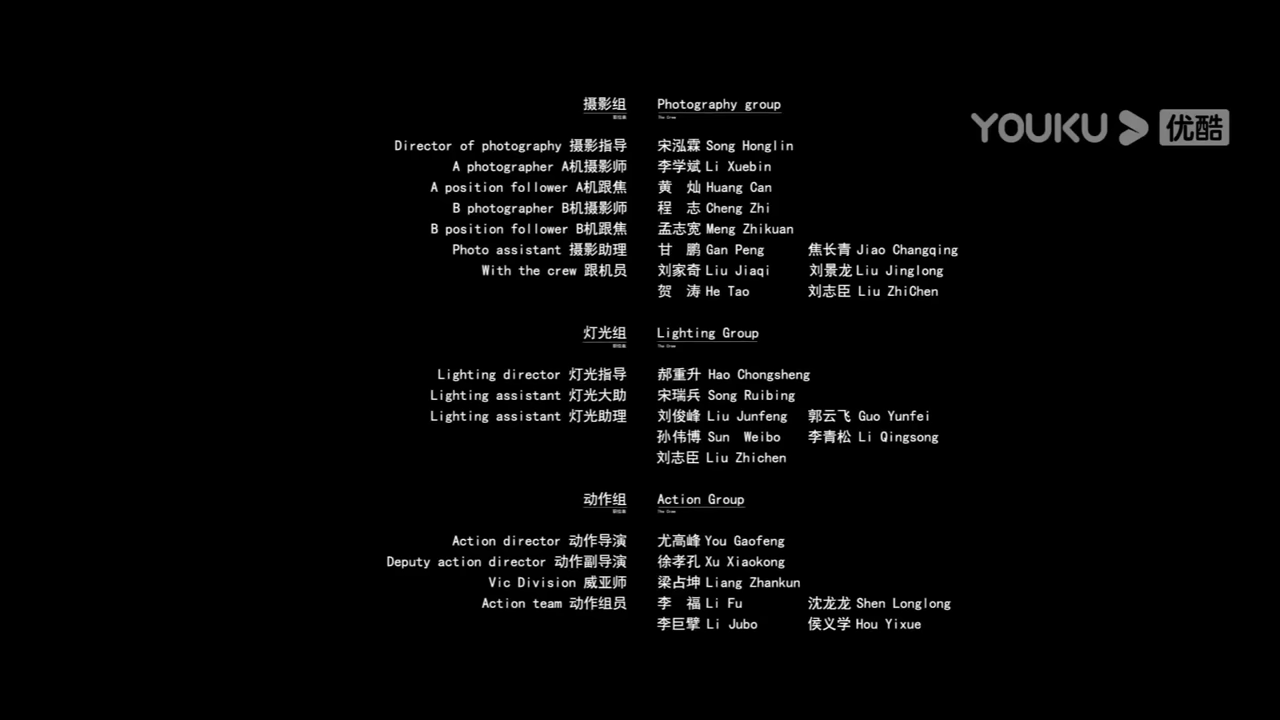 摄影组 Photography group
The Crew
YOUKU 优酷
Director of photography 摄影指导 宋泓霖 Song Honglin
A photographer A机摄影师 李学斌 Li Xuebin
A position follower A机跟焦 黄 灿 Huang Can
B photographer B机摄影师 程 志 Cheng Zhi
B position follower B机跟焦 孟志宽 Meng Zhikuan
Photo assistant 摄影助理 甘 鹏 Gan Peng 焦长青 Jiao Changqing
With the crew 跟机员 刘家奇 Liu Jiaqi 刘景龙 Liu Jinglong
贺 涛 He Tao 刘志臣 Liu ZhiChen
灯光组 Lighting Group
The Crew
Lighting director 灯光指导 郝重升 Hao Chongsheng
Lighting assistant 灯光大助 宋瑞兵 Song Ruibing
Lighting assistant 灯光助理 刘俊峰 Liu Junfeng 郭云飞 Guo Yunfei
孙伟博 Sun Weibo 李青松 Li Qingsong
刘志臣 Liu Zhichen
动作组 Action Group
The Crew
Action director 动作导演 尤高峰 You Gaofeng
Deputy action director 动作副导演 徐孝孔 Xu Xiaokong
Vic Division 威亚师 梁占坤 Liang Zhankun
Action team 动作组员 李 福 Li Fu 沈龙龙 Shen Longlong
李巨擘 Li Jubo 侯义学 Hou Yixue